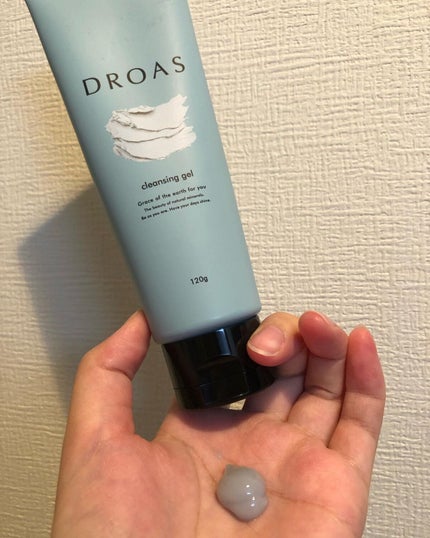 DROAS
cleansing gel
Grace of the earth for you
The beauty of natural minerals.
Be as you are. Have your days shine.
120g